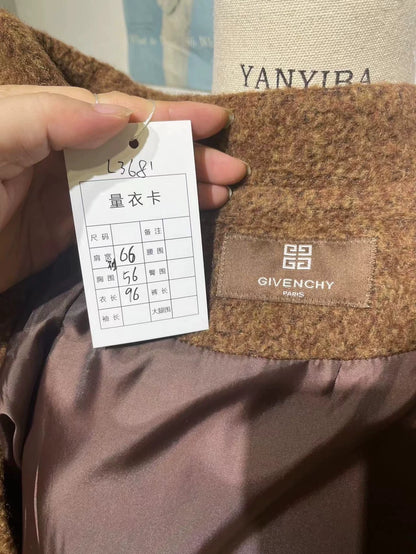 YANYIBA
L3681
量衣卡
尺码 备注
肩宽 66 腰围
胸围 56 臀围
衣长 96 裤长
袖长 大腿围
GIVENCHY
PARIS